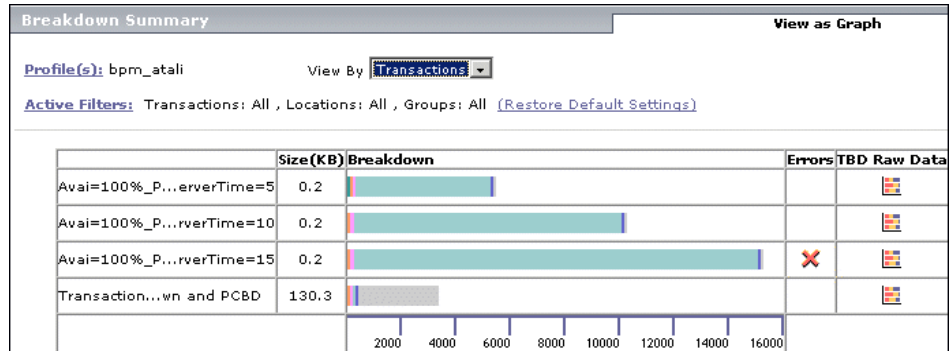 Breakdown Summary View as Graph
Profile(s): bpm_atali View By Transactions
Active Filters: Transactions: All , Locations: All , Groups: All (Restore Default Settings)
Size(KB) Breakdown Errors TBD Raw Data
Avai=100%_P...erverTime=5 0.2
Avai=100%_P...rverTime=10 0.2
Avai=100%_P...rverTime=15 0.2
Transaction...wn and PCBD 130.3
2000 4000 6000 8000 10000 12000 14000 16000